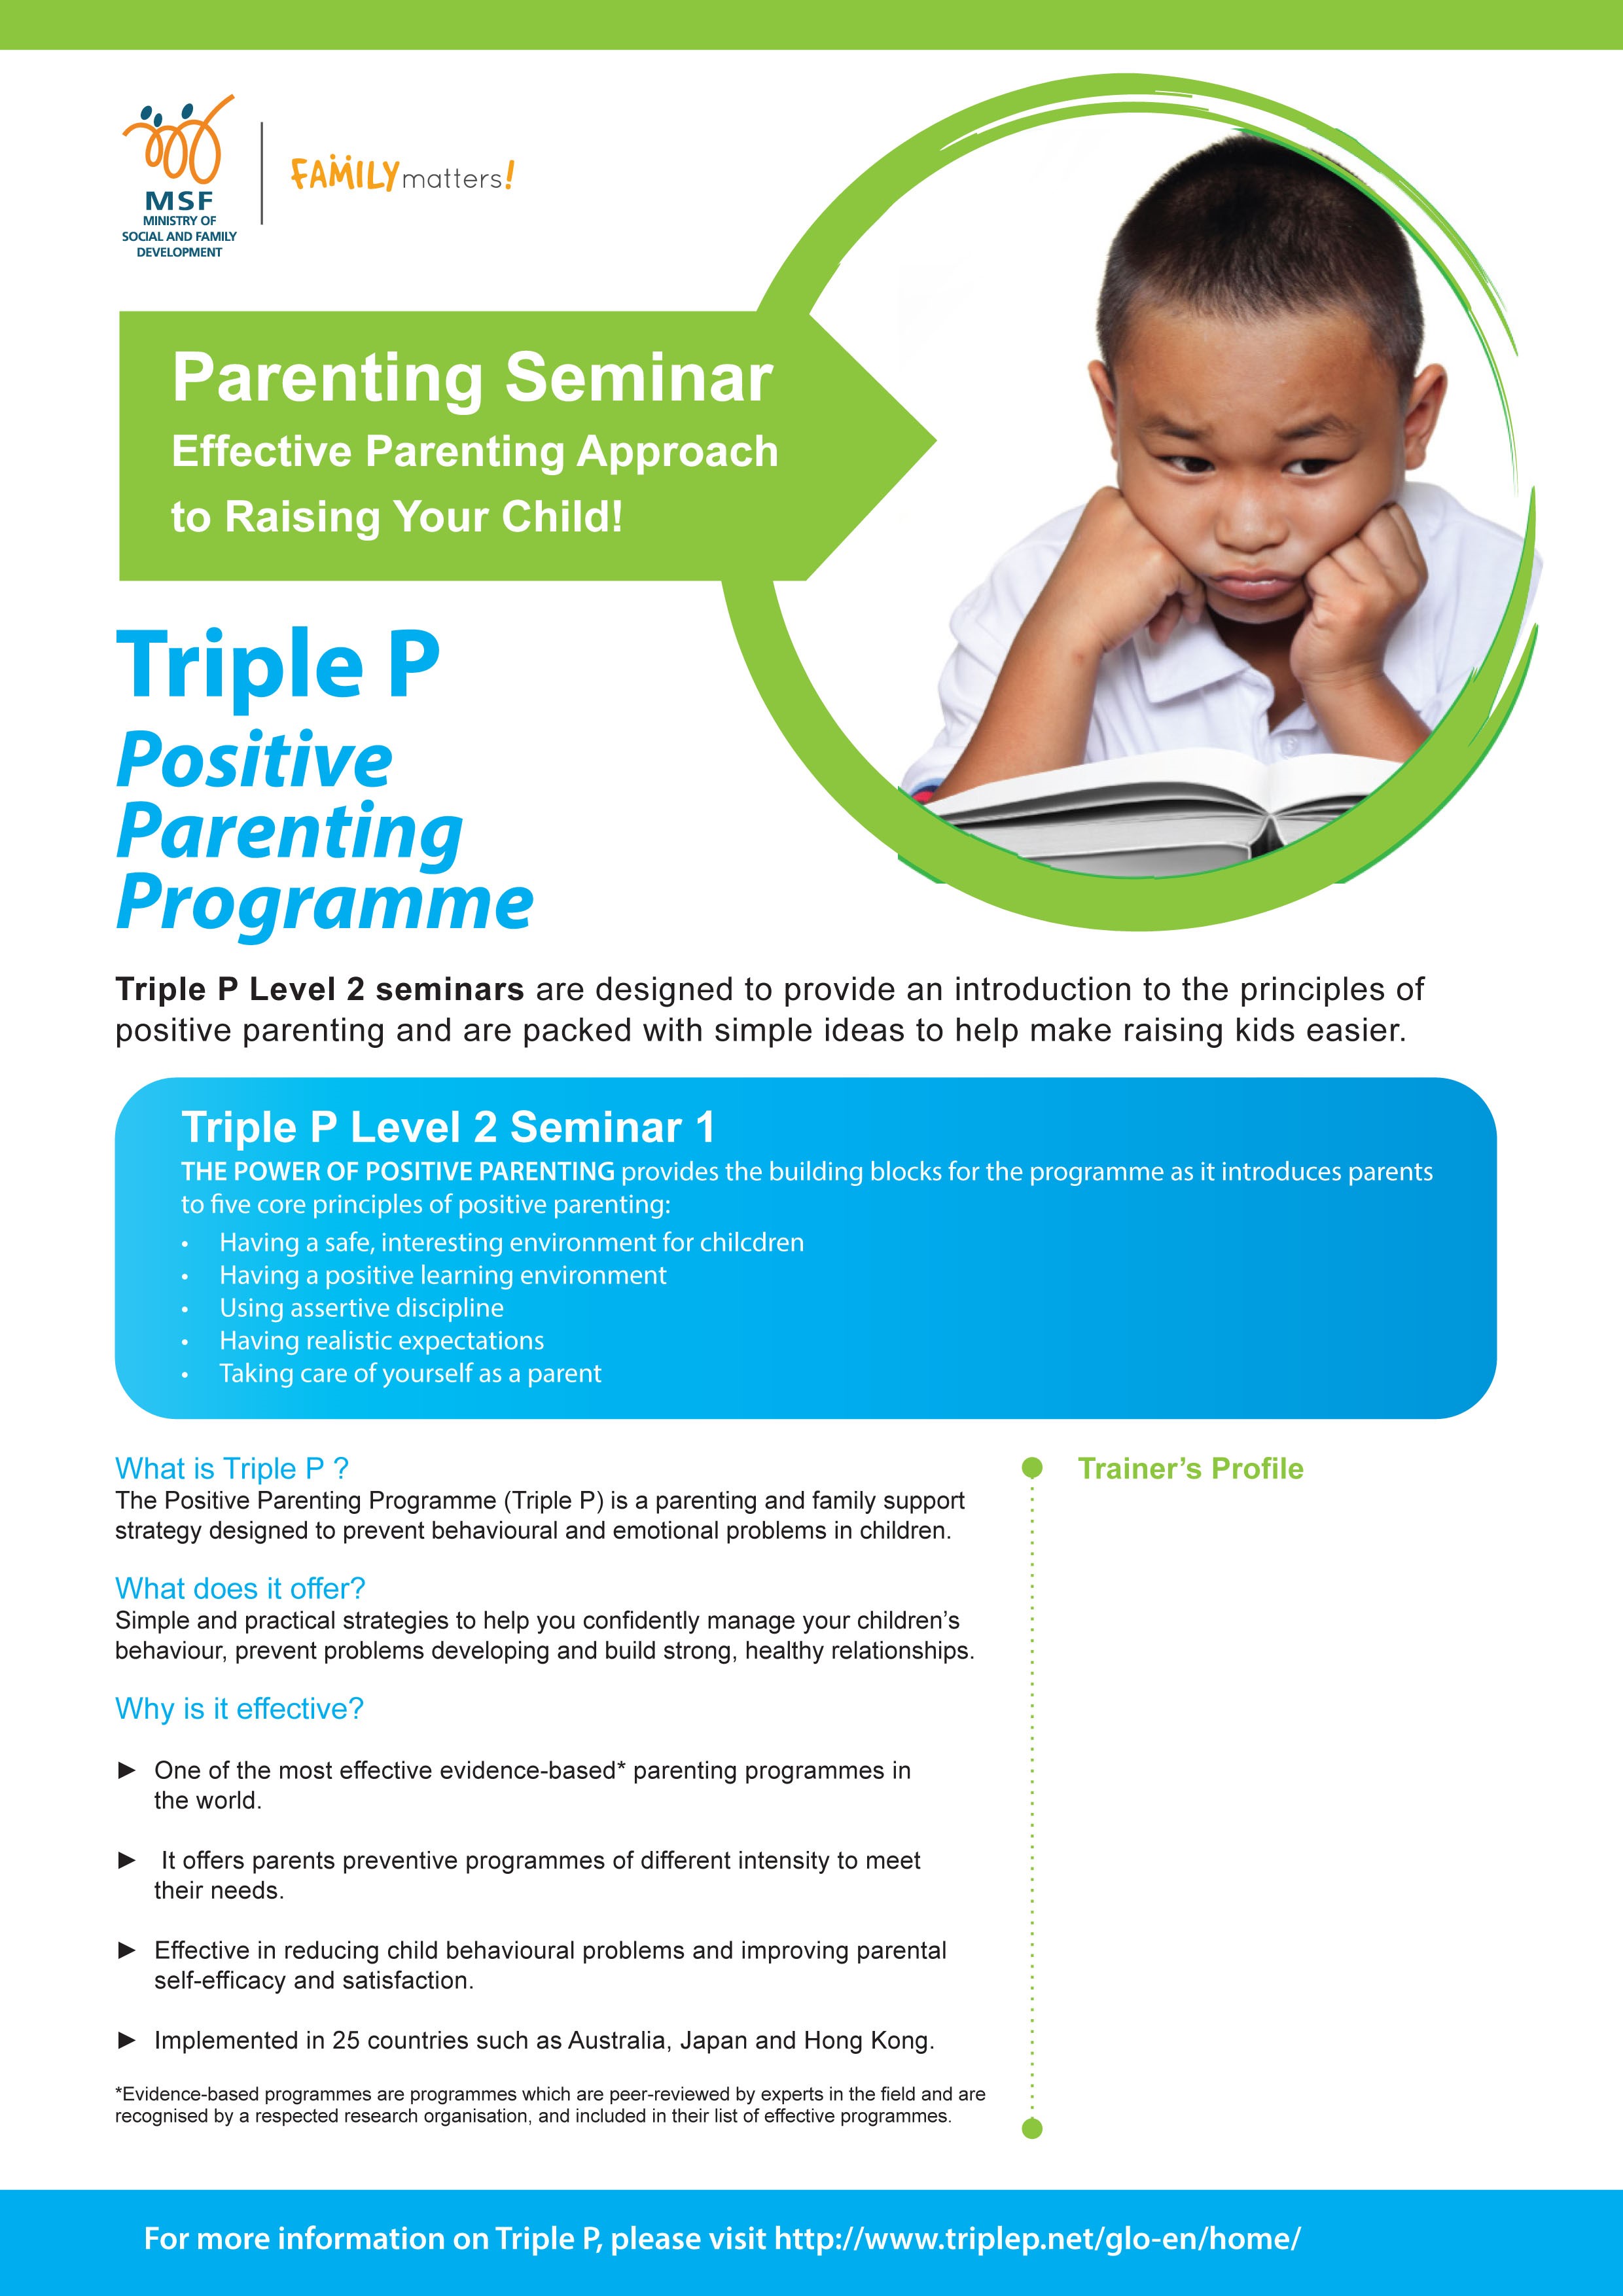 MSF
MINISTRY OF
SOCIAL AND FAMILY
DEVELOPMENT
FAMILY matters!
Parenting Seminar
Effective Parenting Approach
to Raising Your Child!
Triple P
Positive
Parenting
Programme
Triple P Level 2 seminars are designed to provide an introduction to the principles of
positive parenting and are packed with simple ideas to help make raising kids easier.
Triple P Level 2 Seminar 1
THE POWER OF POSITIVE PARENTING provides the building blocks for the programme as it introduces parents
to five core principles of positive parenting:
• Having a safe, interesting environment for chilcdren
• Having a positive learning environment
• Using assertive discipline
• Having realistic expectations
• Taking care of yourself as a parent
What is Triple P ?
The Positive Parenting Programme (Triple P) is a parenting and family support
strategy designed to prevent behavioural and emotional problems in children.
What does it offer?
Simple and practical strategies to help you confidently manage your children’s
behaviour, prevent problems developing and build strong, healthy relationships.
Why is it effective?
► One of the most effective evidence-based* parenting programmes in
the world.
► It offers parents preventive programmes of different intensity to meet
their needs.
► Effective in reducing child behavioural problems and improving parental
self-efficacy and satisfaction.
► Implemented in 25 countries such as Australia, Japan and Hong Kong.
*Evidence-based programmes are programmes which are peer-reviewed by experts in the field and are
recognised by a respected research organisation, and included in their list of effective programmes.
Trainer’s Profile
For more information on Triple P, please visit http://www.triplep.net/glo-en/home/